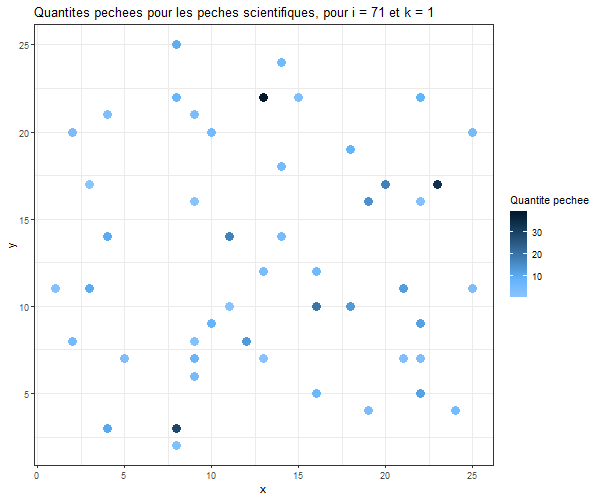 Quantites pechees pour les peches scientifiques, pour i = 71 et k = 1
25
20
15
10
5
y
0 5 10 15 20 25
x
Quantite pechee
30
20
10